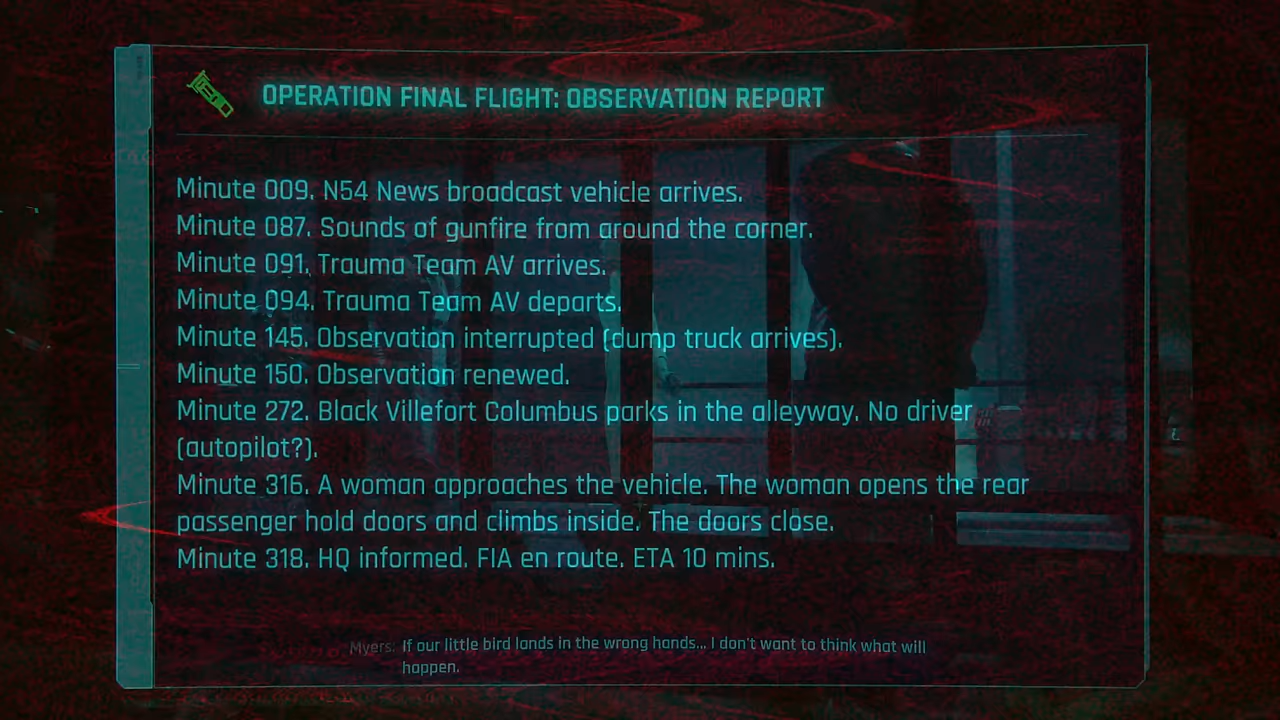 OPERATION FINAL FLIGHT: OBSERVATION REPORT
Minute 009. N54 News broadcast vehicle arrives.
Minute 087. Sounds of gunfire from around the corner.
Minute 091. Trauma Team AV arrives.
Minute 094. Trauma Team AV departs.
Minute 145. Observation interrupted (dump truck arrives).
Minute 150. Observation renewed.
Minute 272. Black Villefort Columbus parks in the alleyway. No driver
(autopilot?).
Minute 316. A woman approaches the vehicle. The woman opens the rear
passenger hold doors and climbs inside. The doors close.
Minute 318. HQ informed. FIA en route. ETA 10 mins.
Myers: If our little bird lands in the wrong hands... I don't want to think what will
happen.